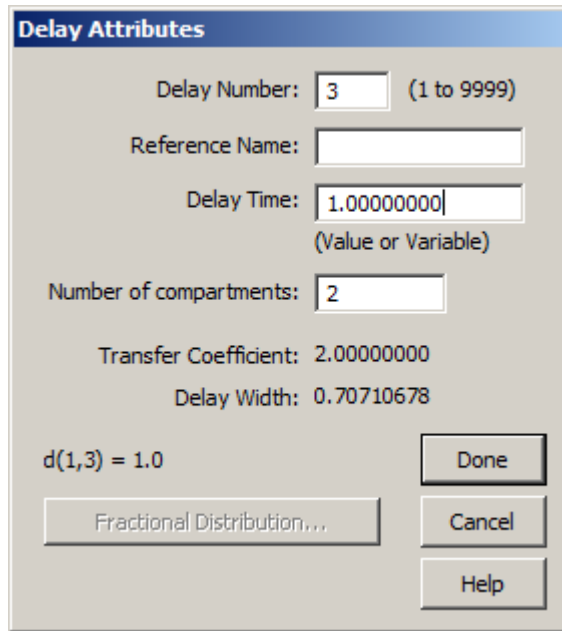 Delay Attributes
Delay Number: 3 (1 to 9999)
Reference Name:
Delay Time: 1.00000000
(Value or Variable)
Number of compartments: 2
Transfer Coefficient: 2.00000000
Delay Width: 0.70710678
d(1,3) = 1.0
Done
Fractional Distribution...
Cancel
Help